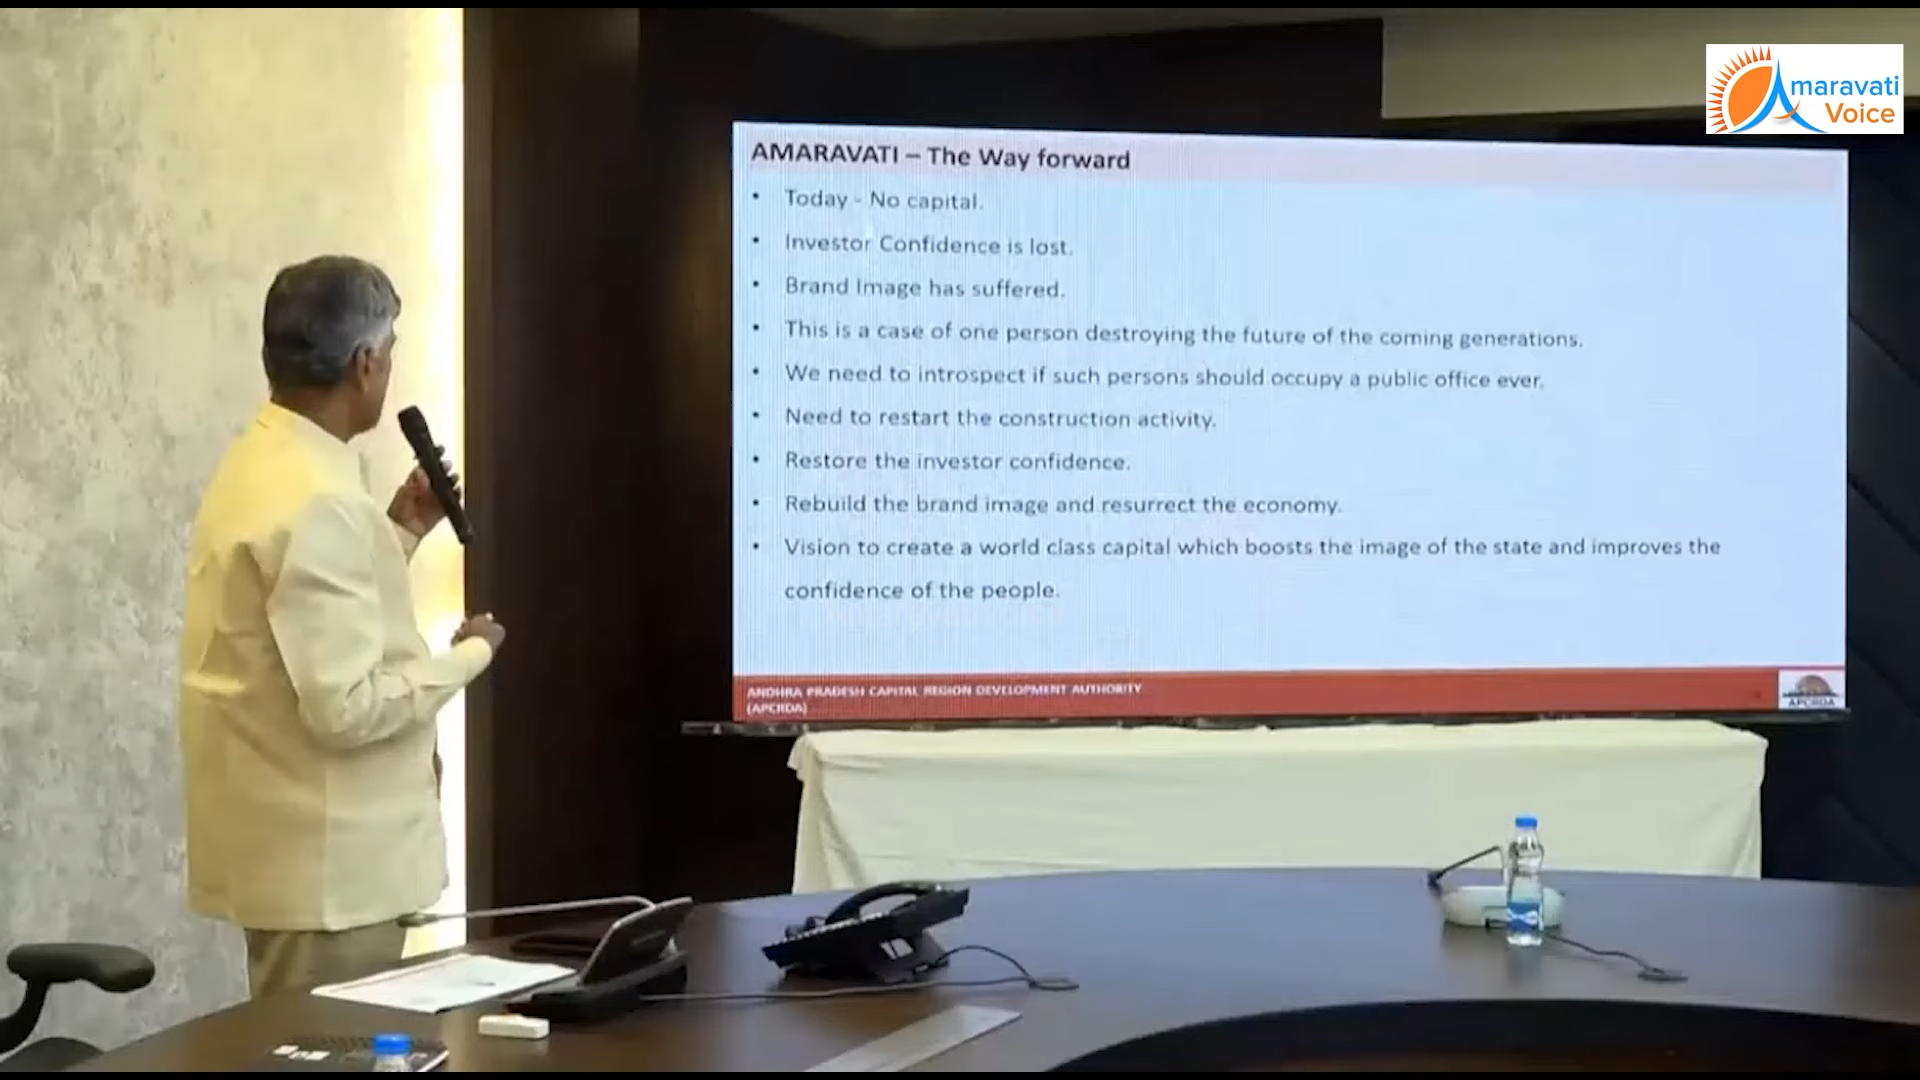 Amaravati
Voice
AMARAVATI – The Way forward
• Today - No capital.
• Investor Confidence is lost.
• Brand Image has suffered.
• This is a case of one person destroying the future of the coming generations.
• We need to introspect if such persons should occupy a public office ever.
• Need to restart the construction activity.
• Restore the investor confidence.
• Rebuild the brand image and resurrect the economy.
• Vision to create a world class capital which boosts the image of the state and improves the
confidence of the people.
ANDHRA PRADESH CAPITAL REGION DEVELOPMENT AUTHORITY
(APCRDA)
APCRDA